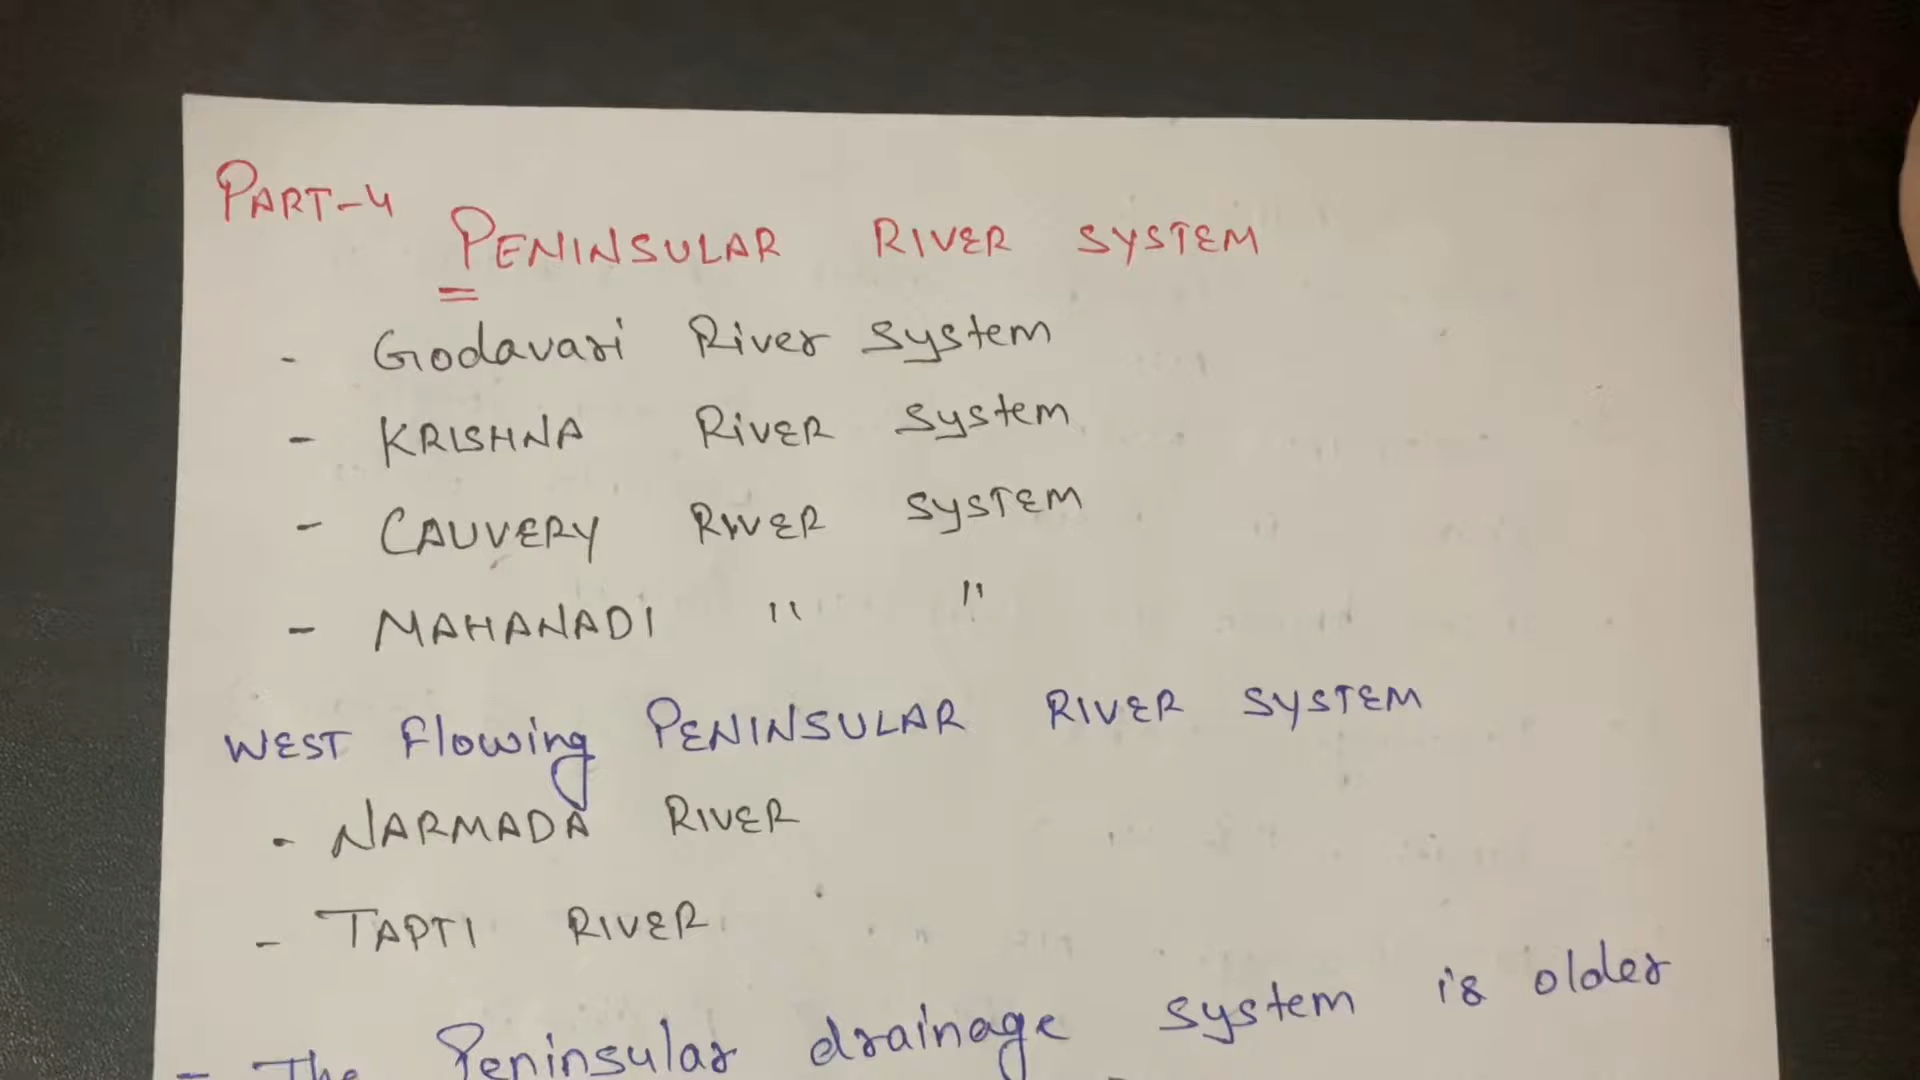 PART-4
PENINSULAR RIVER SYSTEM
- Godavari River System
- KRISHNA RiVER System
- CAUVERY RIVER SYSTEM
- MAHANADI " "
WEST flowing PENINSULAR RIVER SYSTEM
- NARMADA RIVER
- TAPTI RIVER
- The Peninsular drainage system is older